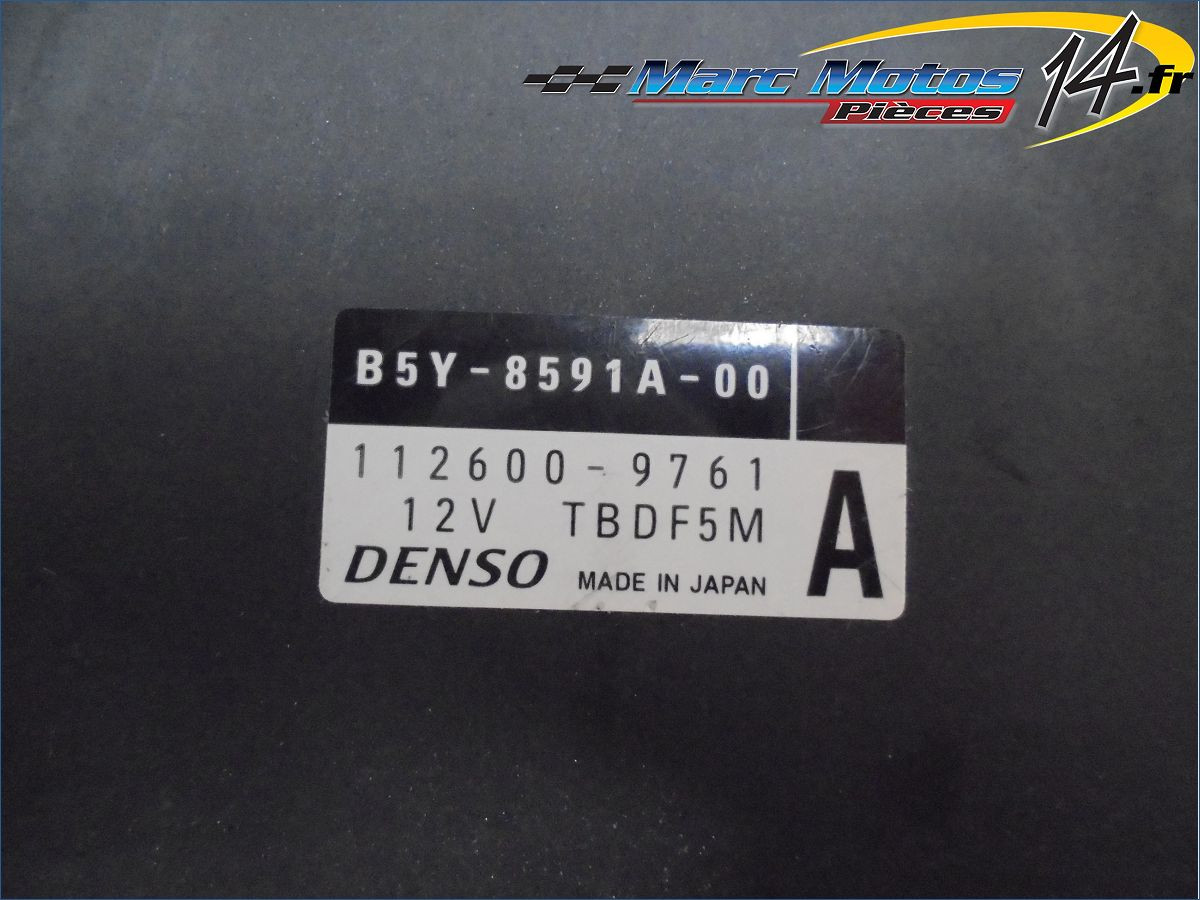 Marc Motos 14.fr
Pièces
B5Y-8591A-00
112600-9761
12V TBDF5M
A
DENSO MADE IN JAPAN